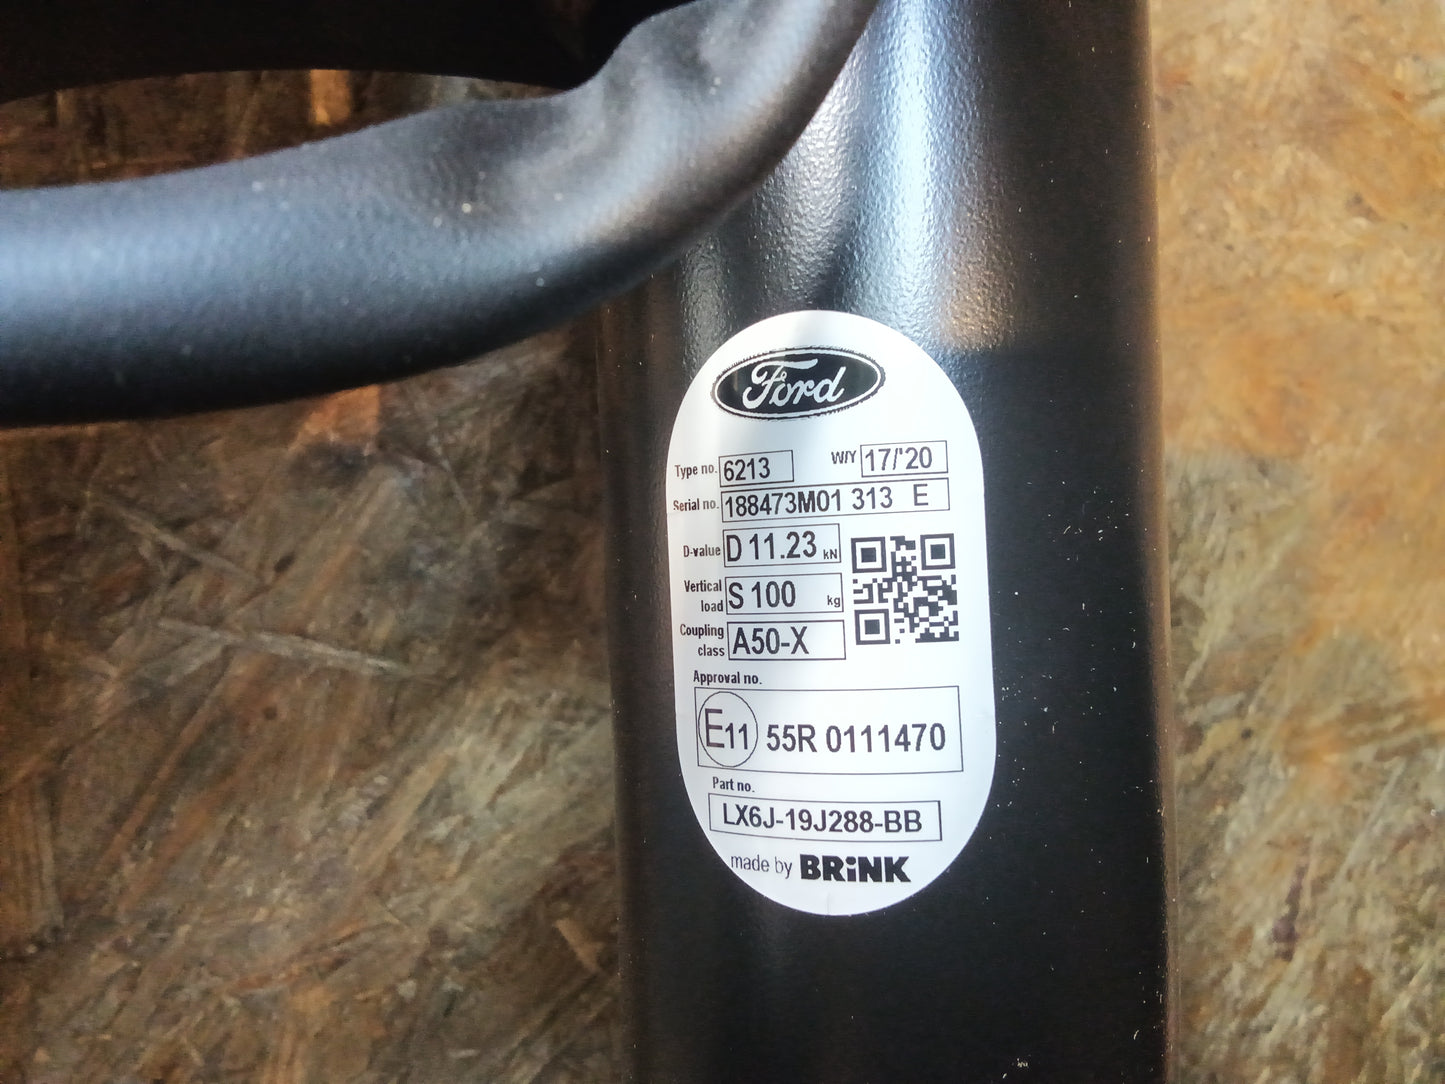 Ford
Type no. 6213 W/Y 17/'20
Serial no. 188473M01 313 E
D-value D 11.23 kN
Vertical load S 100 kg
Coupling class A50-X
Approval no.
E11 55R 0111470
Part no.
LX6J-19J288-BB
made by BRiNK